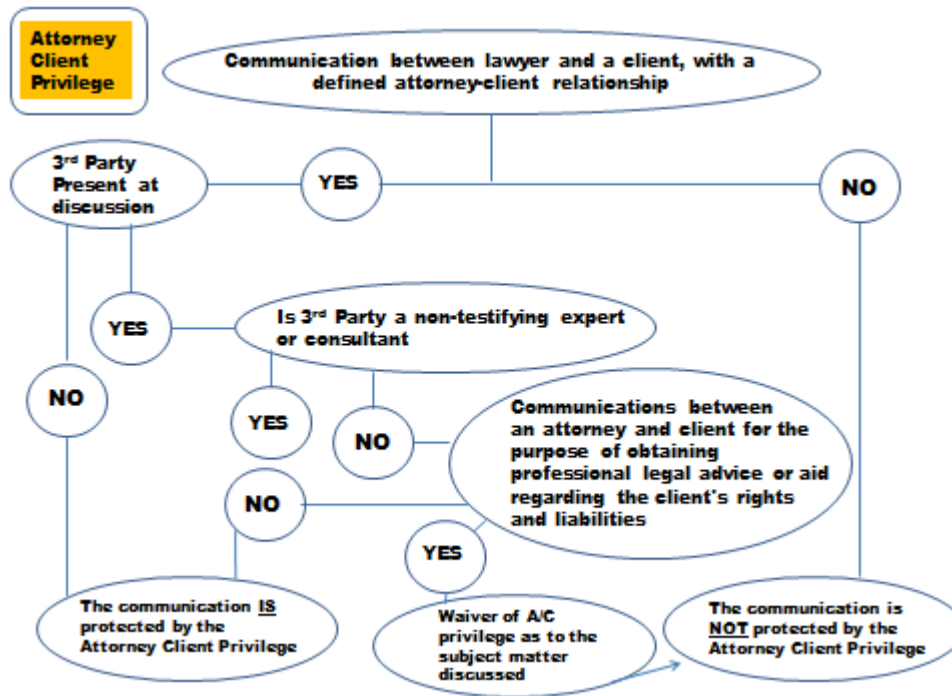 Attorney
Client
Privilege
Communication between lawyer and a client, with a
defined attorney-client relationship
3rd Party
Present at
discussion
YES
NO
YES
Is 3rd Party a non-testifying expert
or consultant
NO
YES
NO
Communications between
an attorney and client for the
purpose of obtaining
professional legal advice or aid
regarding the client's rights
and liabilities
NO
YES
The communication IS
protected by the
Attorney Client Privilege
Waiver of A/C
privilege as to the
subject matter
discussed
The communication is
NOT protected by the
Attorney Client Privilege